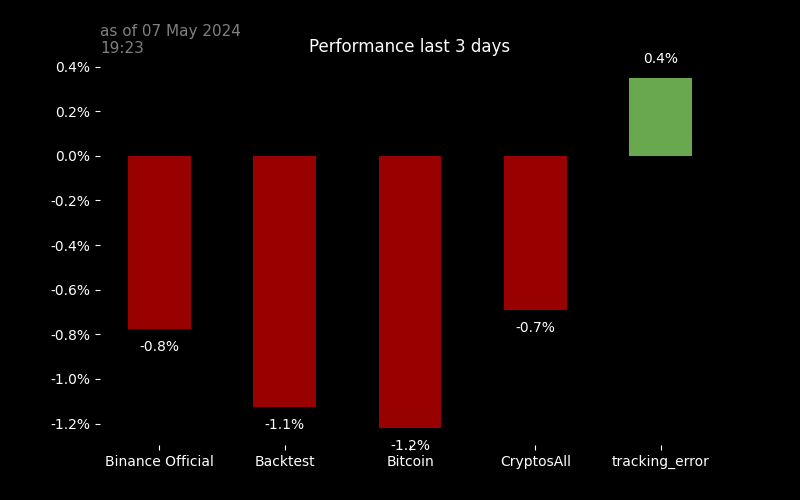 as of 07 May 2024
19:23
Performance last 3 days
0.4%
0.2%
0.0%
-0.2%
-0.4%
-0.6%
-0.8%
-1.0%
-1.2%
-0.8%
-1.1%
-1.2%
-0.7%
0.4%
Binance Official
Backtest
Bitcoin
CryptosAll
tracking_error